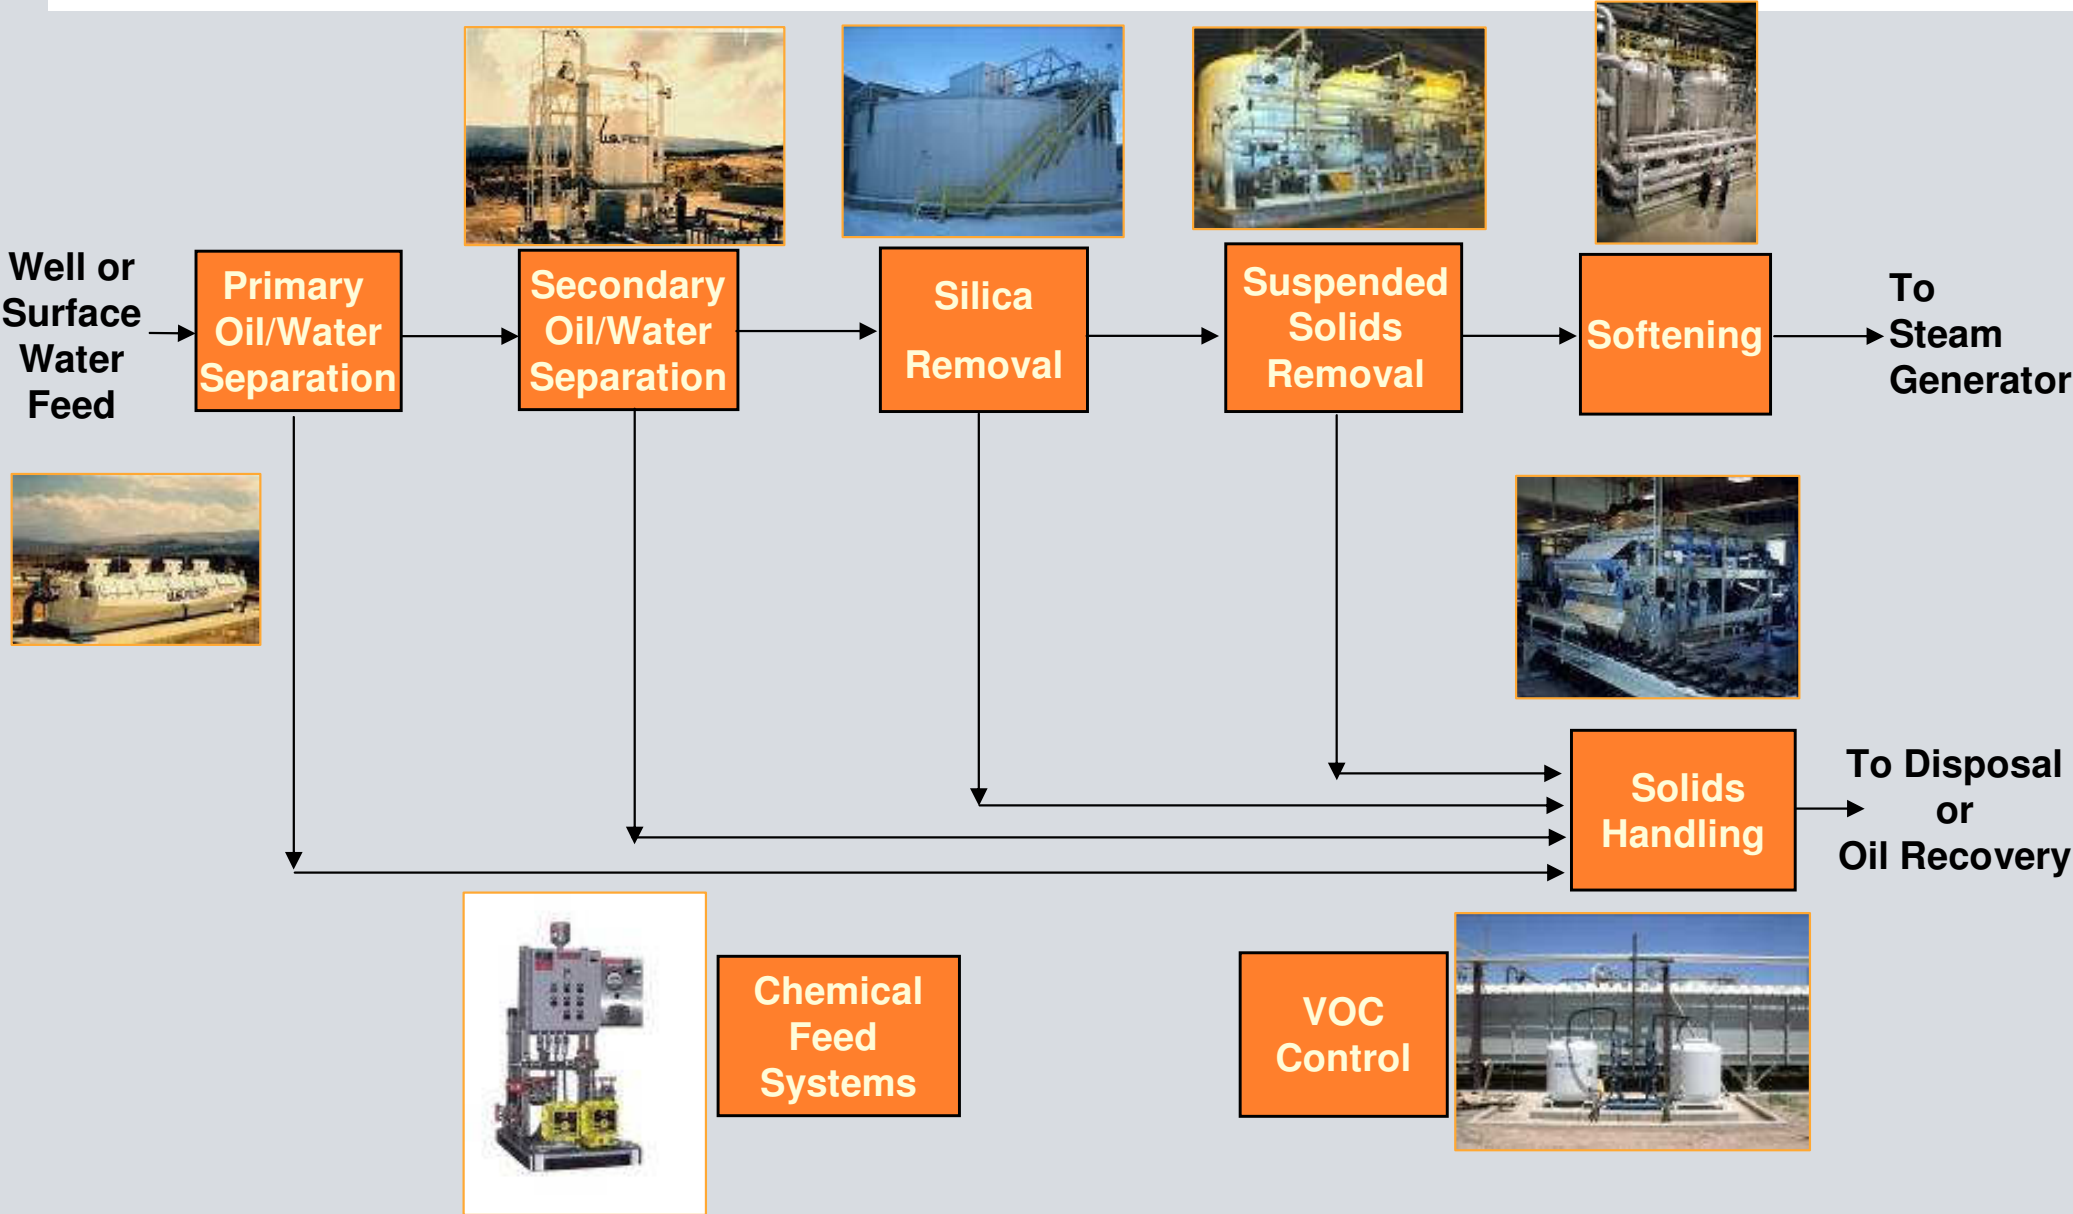 Well or
Surface
Water
Feed
Primary
Oil/Water
Separation
Secondary
Oil/Water
Separation
Silica
Removal
Suspended
Solids
Removal
Softening
To
Steam
Generator
Solids
Handling
To Disposal
or
Oil Recovery
Chemical
Feed
Systems
VOC
Control